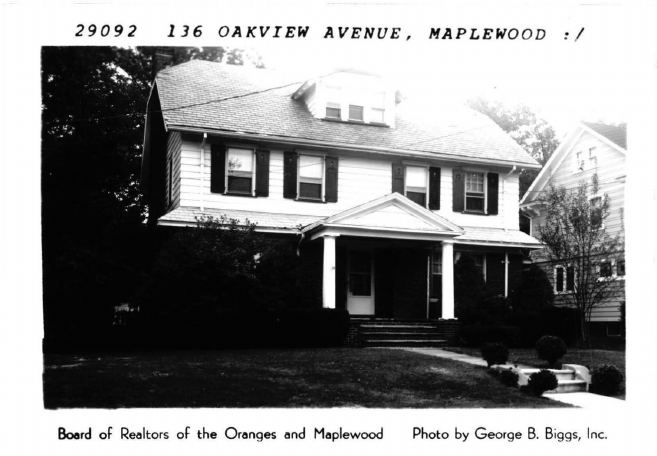 29092 136 OAKVIEW AVENUE, MAPLEWOOD :/
Board of Realtors of the Oranges and Maplewood Photo by George B. Biggs, Inc.